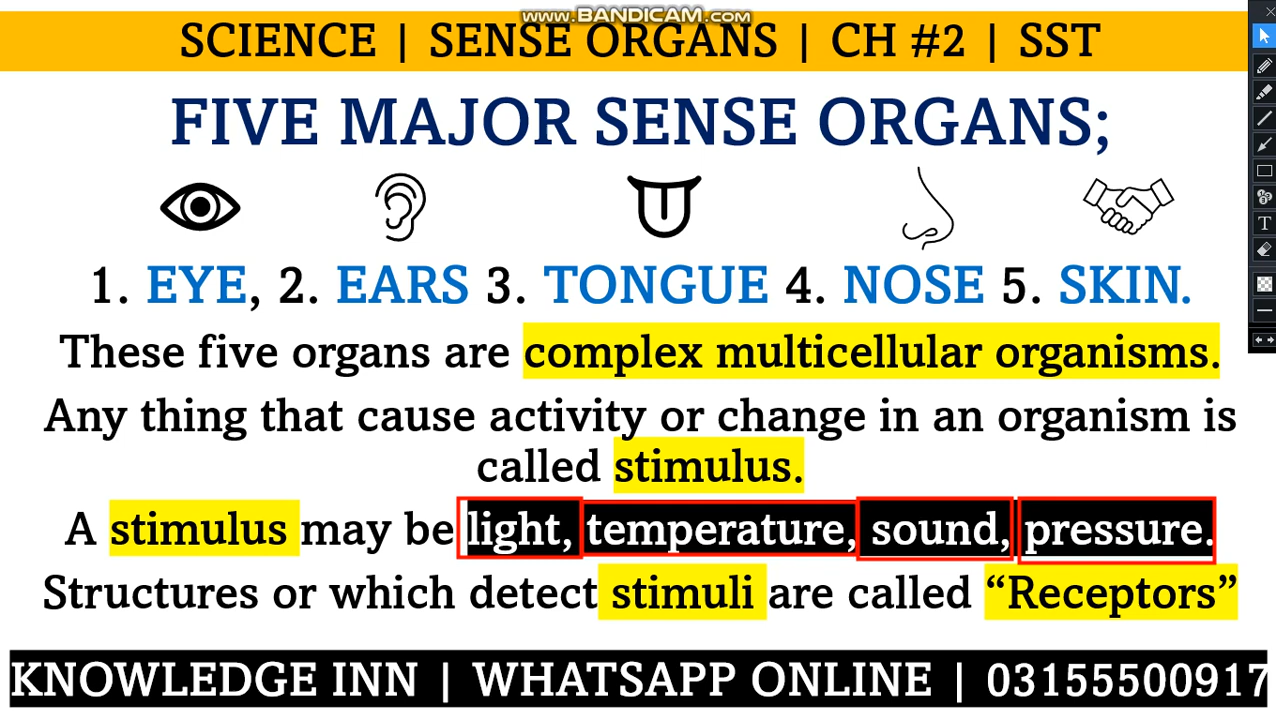 www.BANDICAM.com
SCIENCE | SENSE ORGANS | CH #2 | SST
FIVE MAJOR SENSE ORGANS;
1. EYE, 2. EARS 3. TONGUE 4. NOSE 5. SKIN.
These five organs are complex multicellular organisms.
Any thing that cause activity or change in an organism is
called stimulus.
A stimulus may be light, temperature, sound, pressure.
Structures or which detect stimuli are called “Receptors”
KNOWLEDGE INN | WHATSAPP ONLINE | 03155500917